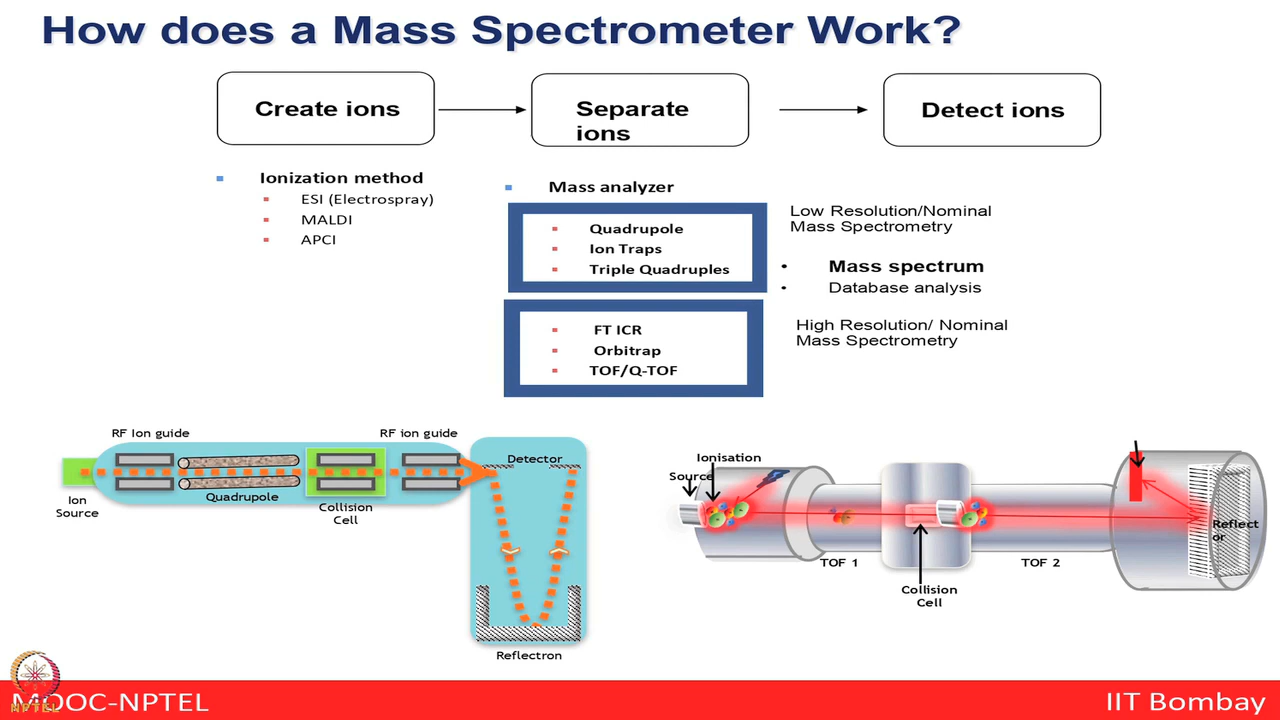 How does a Mass Spectrometer Work?
Create ions
Separate
ions
Detect ions
Ionization method
ESI (Electrospray)
MALDI
APCI
Mass analyzer
Quadrupole
Ion Traps
Triple Quadruples
FT ICR
Orbitrap
TOF/Q-TOF
Low Resolution/Nominal
Mass Spectrometry
Mass spectrum
Database analysis
High Resolution/ Nominal
Mass Spectrometry
RF Ion guide
RF ion guide
Ion
Source
Quadrupole
Collision
Cell
Detector
Reflectron
Ionisation
Source
TOF 1
Collision
Cell
TOF 2
Reflect
or
NPTEL
MOOC-NPTEL
IIT Bombay